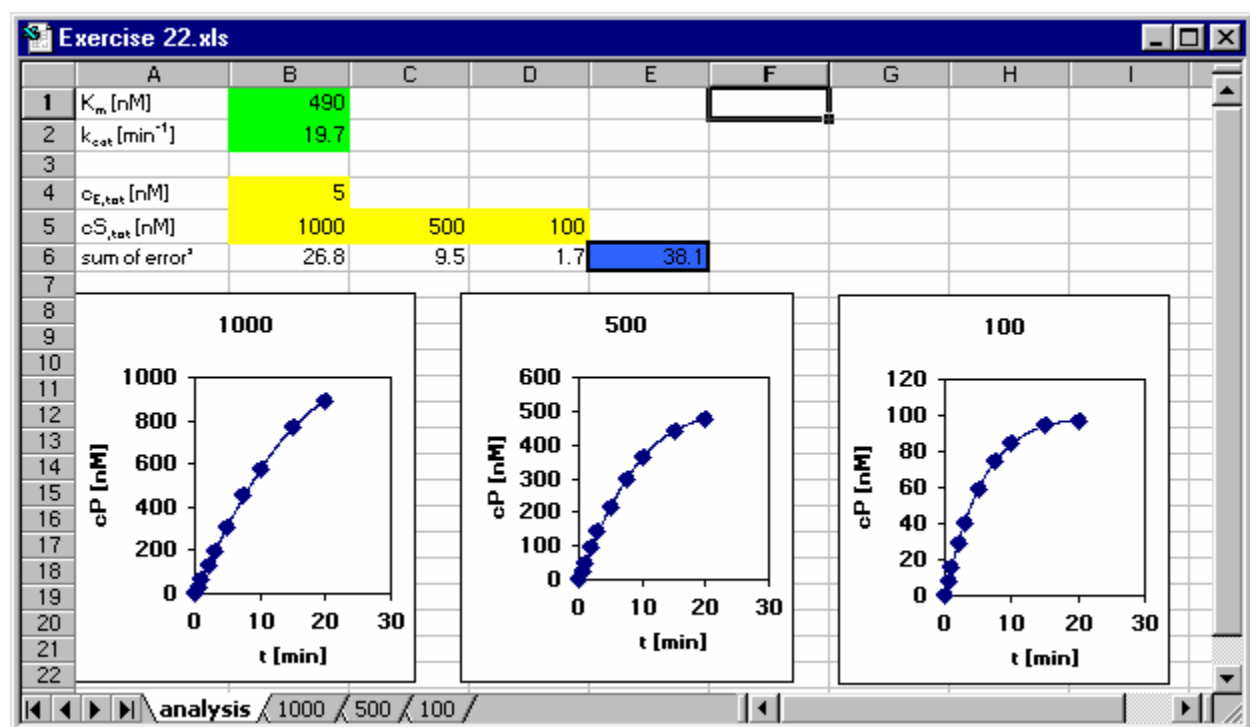 Exercise 22.xls
A B C D E F G H I
1 Km [nM] 490
2 kcat [min-1] 19.7
3
4 cE,tot [nM] 5
5 cS,tot [nM] 1000 500 100
6 sum of error² 26.8 9.5 1.7 38.1
7
8
9
10
11
12
13
14
15
16
17
18
19
20
21
22
1000
1000
800
600
400
200
0
cP [nM]
0 10 20 30
t [min]
500
600
500
400
300
200
100
0
cP [nM]
0 10 20 30
t [min]
100
120
100
80
60
40
20
0
cP [nM]
0 10 20 30
t [min]
analysis 1000 500 100